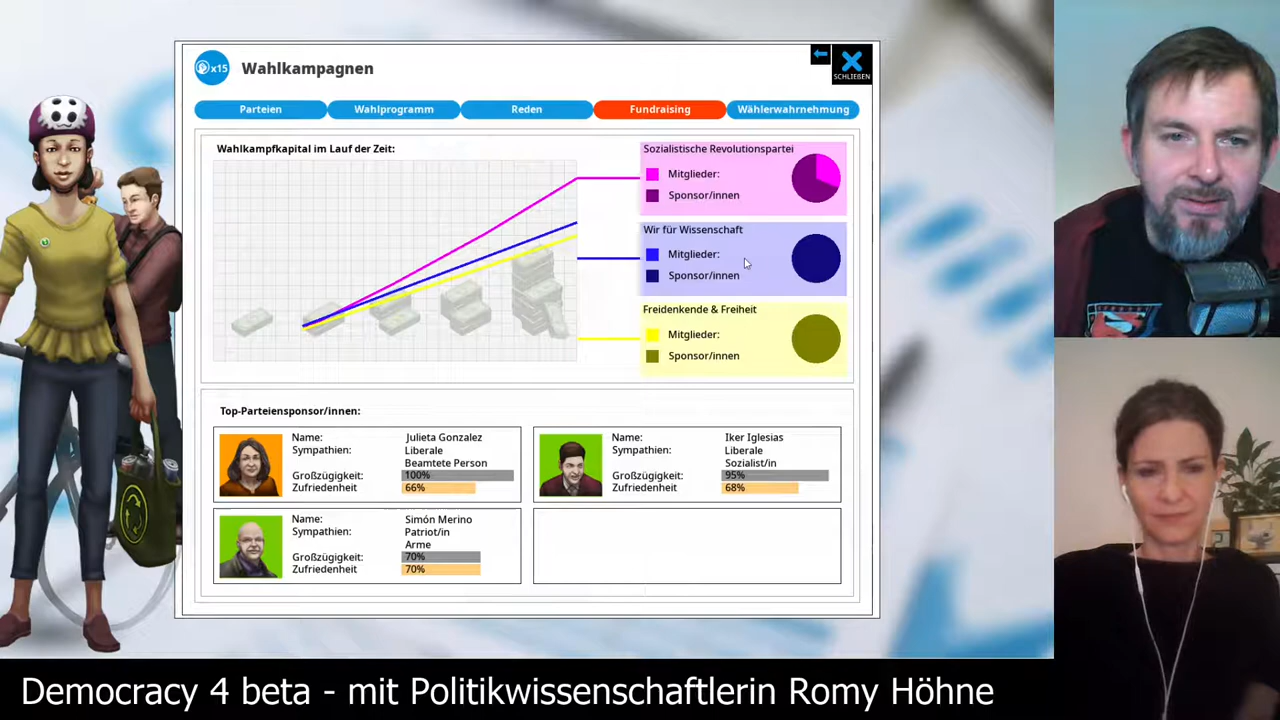 x15
Wahlkampagnen
SCHLIEẞEN
Parteien
Wahlprogramm
Reden
Fundraising
Wählerwahrnehmung
Wahlkampfkapital im Lauf der Zeit:
Sozialistische Revolutionspartei
Mitglieder:
Sponsor/innen
Wir für Wissenschaft
Mitglieder:
Sponsor/innen
Freidenkende & Freiheit
Mitglieder:
Sponsor/innen
Top-Parteiensponsor/innen:
Name: Julieta Gonzalez
Sympathien: Liberale
Beamtete Person
Großzügigkeit: 100%
Zufriedenheit 66%
Name: Iker Iglesias
Sympathien: Liberale
Sozialist/in
Großzügigkeit: 95%
Zufriedenheit 68%
Name: Simón Merino
Sympathien: Patriot/in
Arme
Großzügigkeit: 70%
Zufriedenheit 70%
Democracy 4 beta - mit Politikwissenschaftlerin Romy Höhne